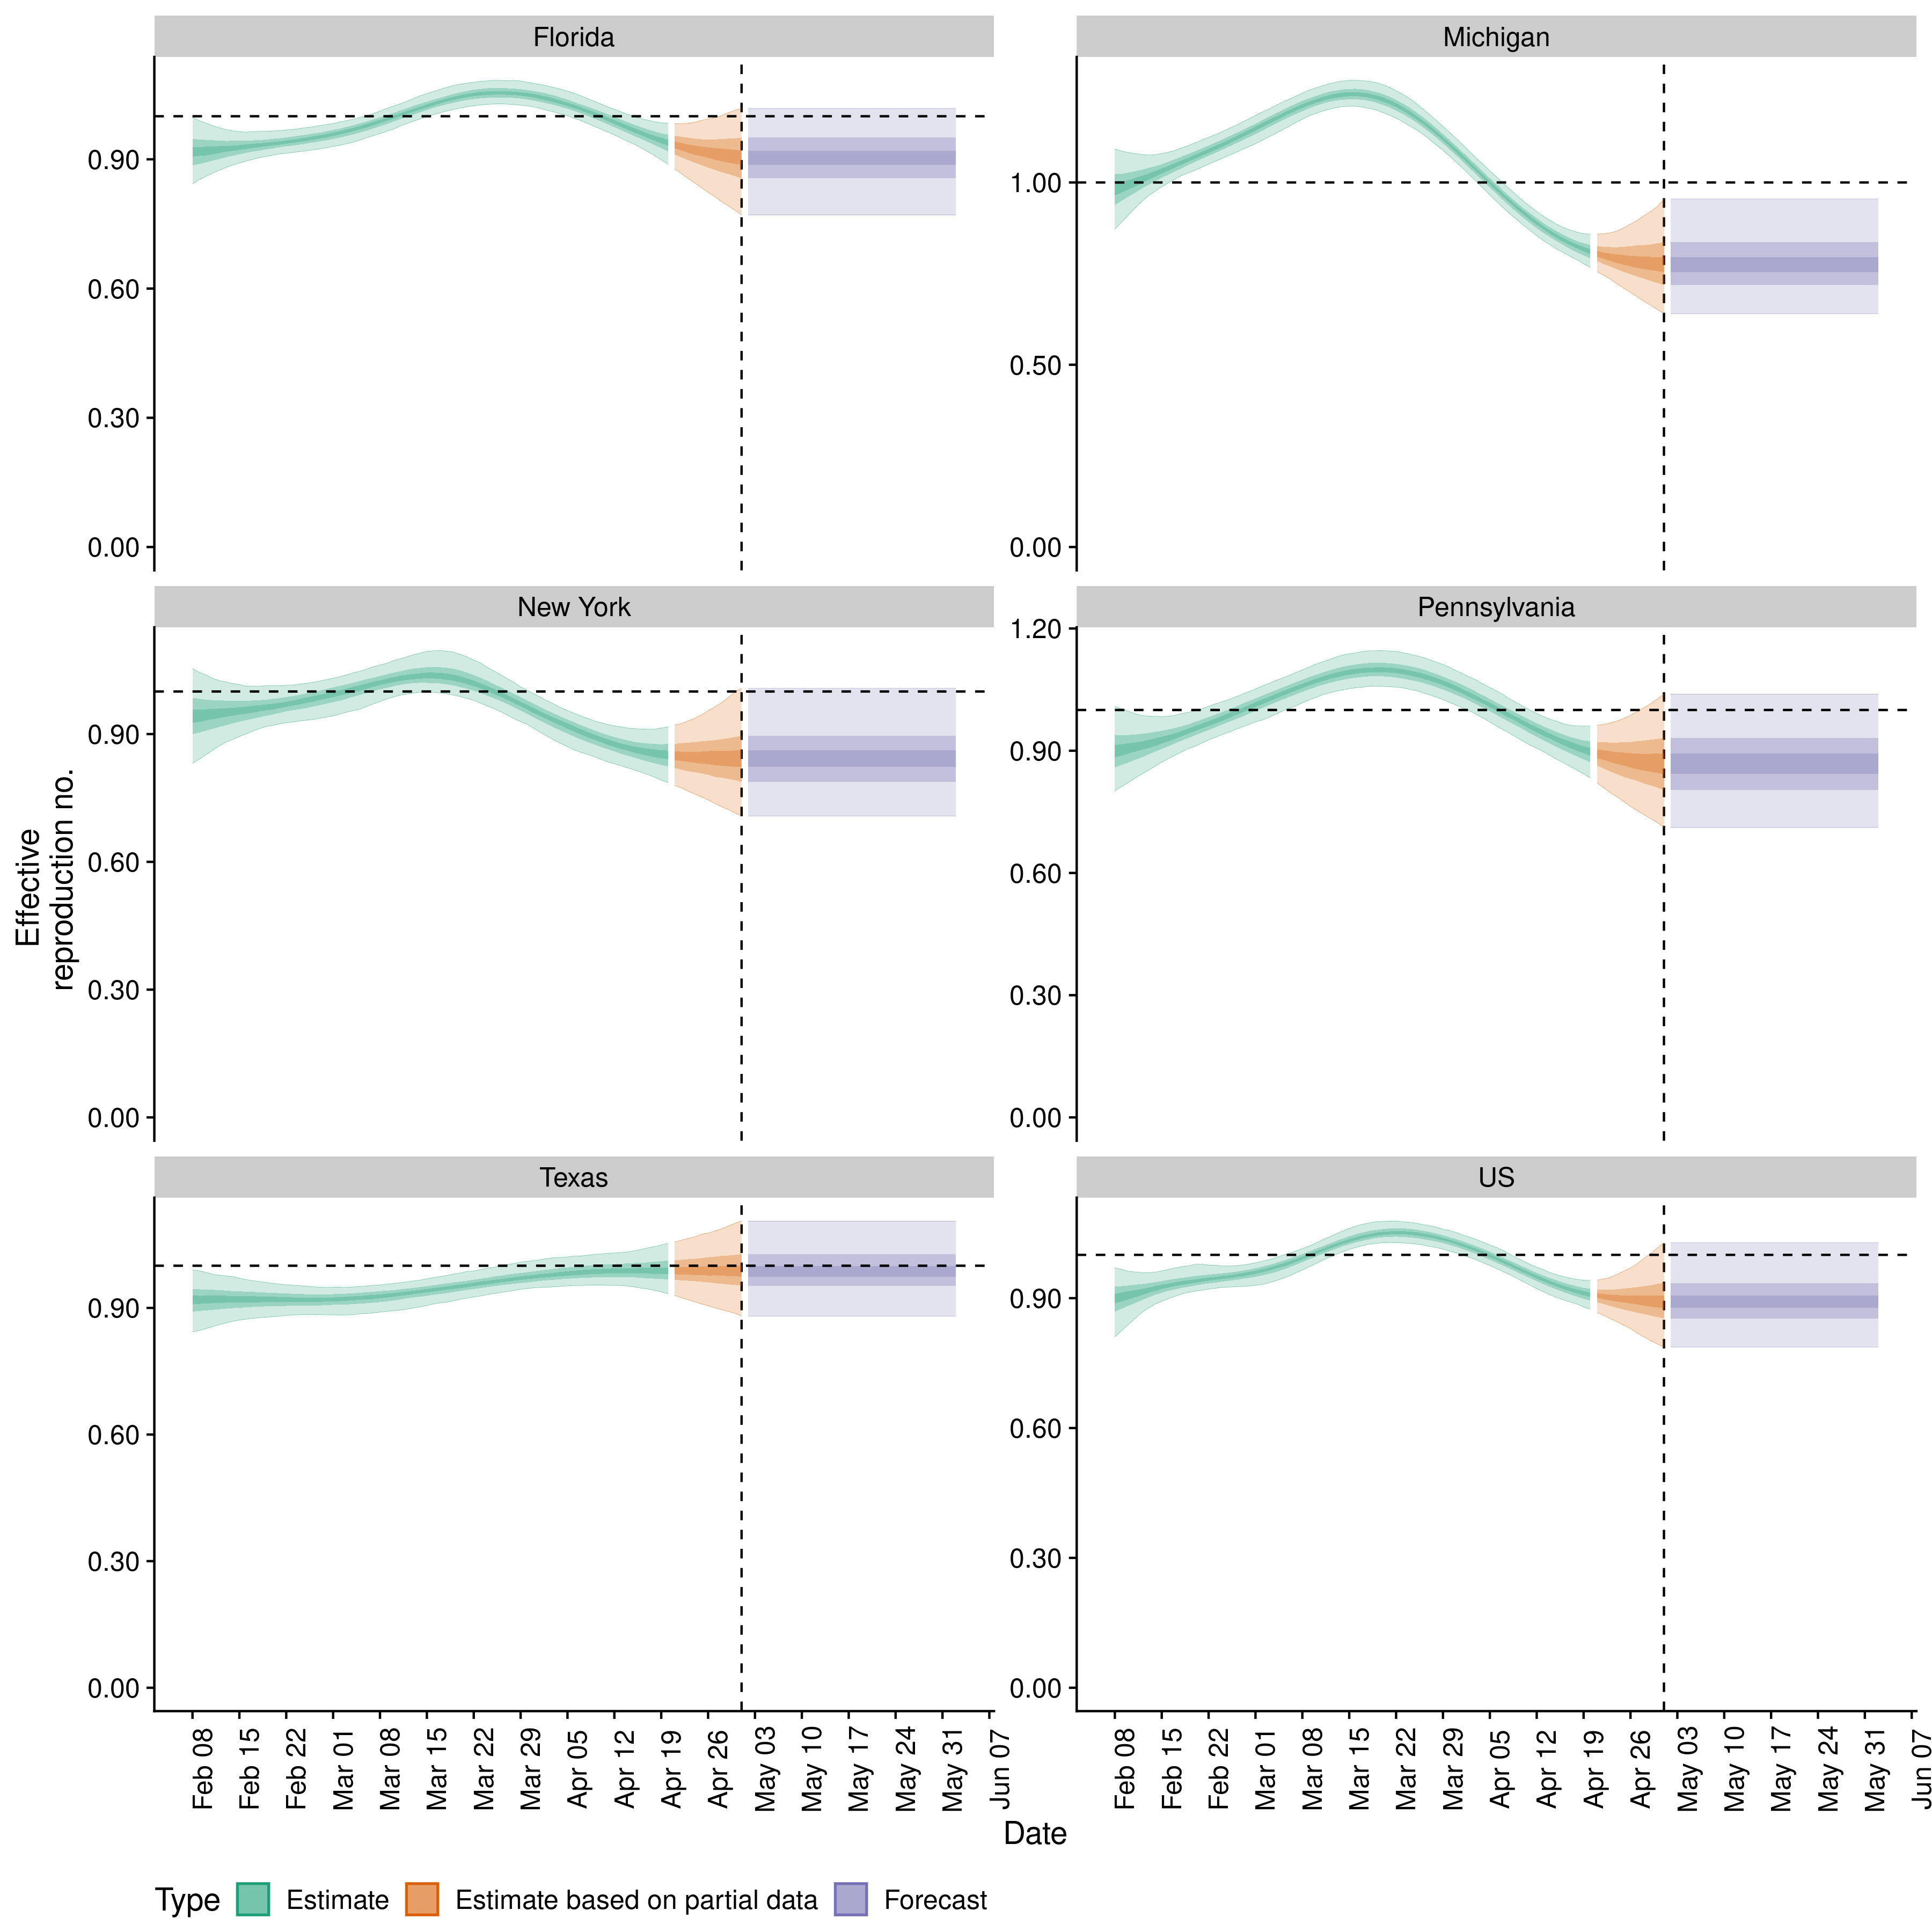 Florida
Michigan
0.90
0.60
0.30
0.00
1.00
0.50
0.00
New York
Pennsylvania
0.90
0.60
0.30
0.00
1.20
0.90
0.60
0.30
0.00
Effective
reproduction no.
Texas
US
0.90
0.60
0.30
0.00
0.90
0.60
0.30
0.00
Feb 08
Feb 15
Feb 22
Mar 01
Mar 08
Mar 15
Mar 22
Mar 29
Apr 05
Apr 12
Apr 19
Apr 26
May 03
May 10
May 17
May 24
May 31
Jun 07
Feb 08
Feb 15
Feb 22
Mar 01
Mar 08
Mar 15
Mar 22
Mar 29
Apr 05
Apr 12
Apr 19
Apr 26
May 03
May 10
May 17
May 24
May 31
Jun 07
Date
Type Estimate Estimate based on partial data Forecast